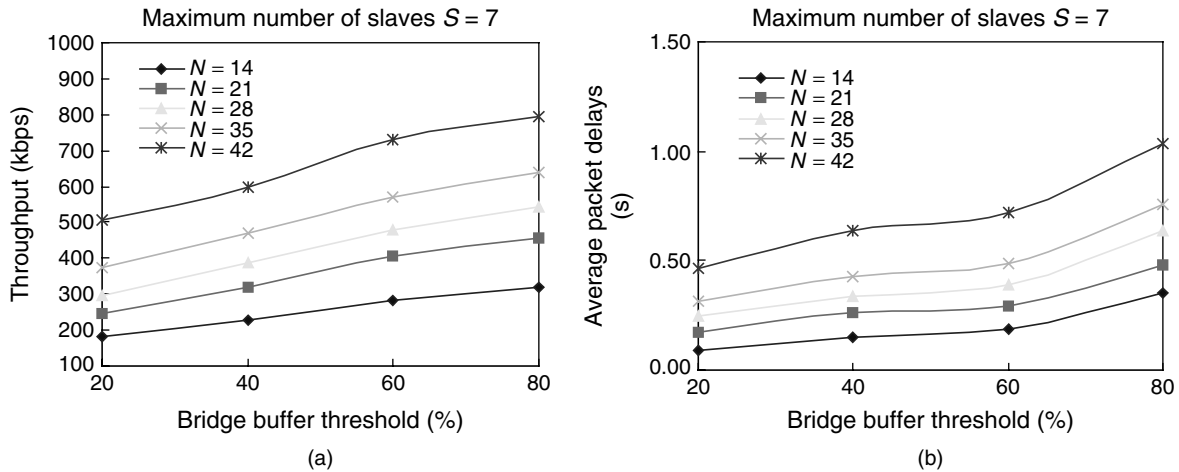 Maximum number of slaves S = 7
1000
900
800
700
600
500
400
300
200
100
N = 14
N = 21
N = 28
N = 35
N = 42
Throughput (kbps)
20
40
60
80
Bridge buffer threshold (%)
(a)
Maximum number of slaves S = 7
1.50
1.00
0.50
0.00
N = 14
N = 21
N = 28
N = 35
N = 42
Average packet delays
(s)
20
40
60
80
Bridge buffer threshold (%)
(b)